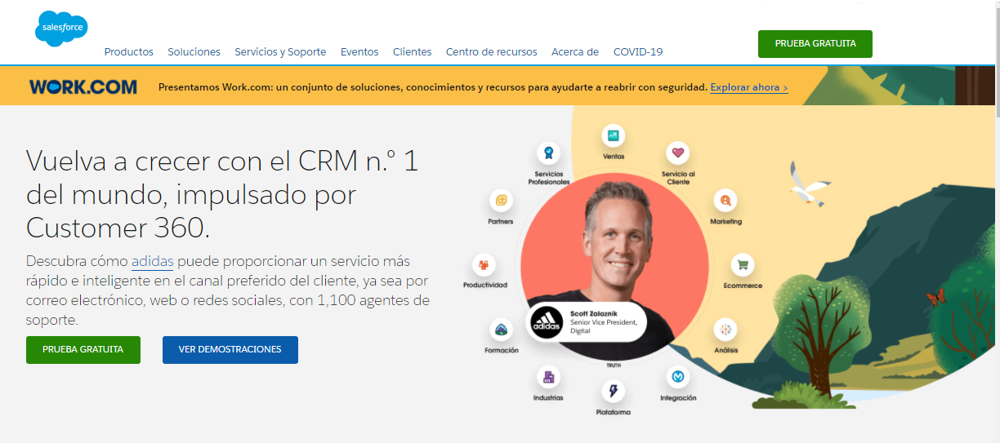 salesforce
Productos Soluciones Servicios y Soporte Eventos Clientes Centro de recursos Acerca de COVID-19
PRUEBA GRATUITA
WORK.COM
Presentamos Work.com: un conjunto de soluciones, conocimientos y recursos para ayudarte a reabrir con seguridad. Explorar ahora >
Vuelva a crecer con el CRM n.º 1
del mundo, impulsado por
Customer 360.
Descubra cómo adidas puede proporcionar un servicio más
rápido e inteligente en el canal preferido del cliente, ya sea por
correo electrónico, web o redes sociales, con 1,100 agentes de
soporte.
PRUEBA GRATUITA
VER DEMOSTRACIONES
Ventas
Servicio al
Cliente
Marketing
Ecommerce
Análisis
Integración
Plataforma
Industrias
Formación
Productividad
Partners
Servicios
Profesionales
adidas
Scott Zalaznik
Senior Vice President,
Digital
TRUTH